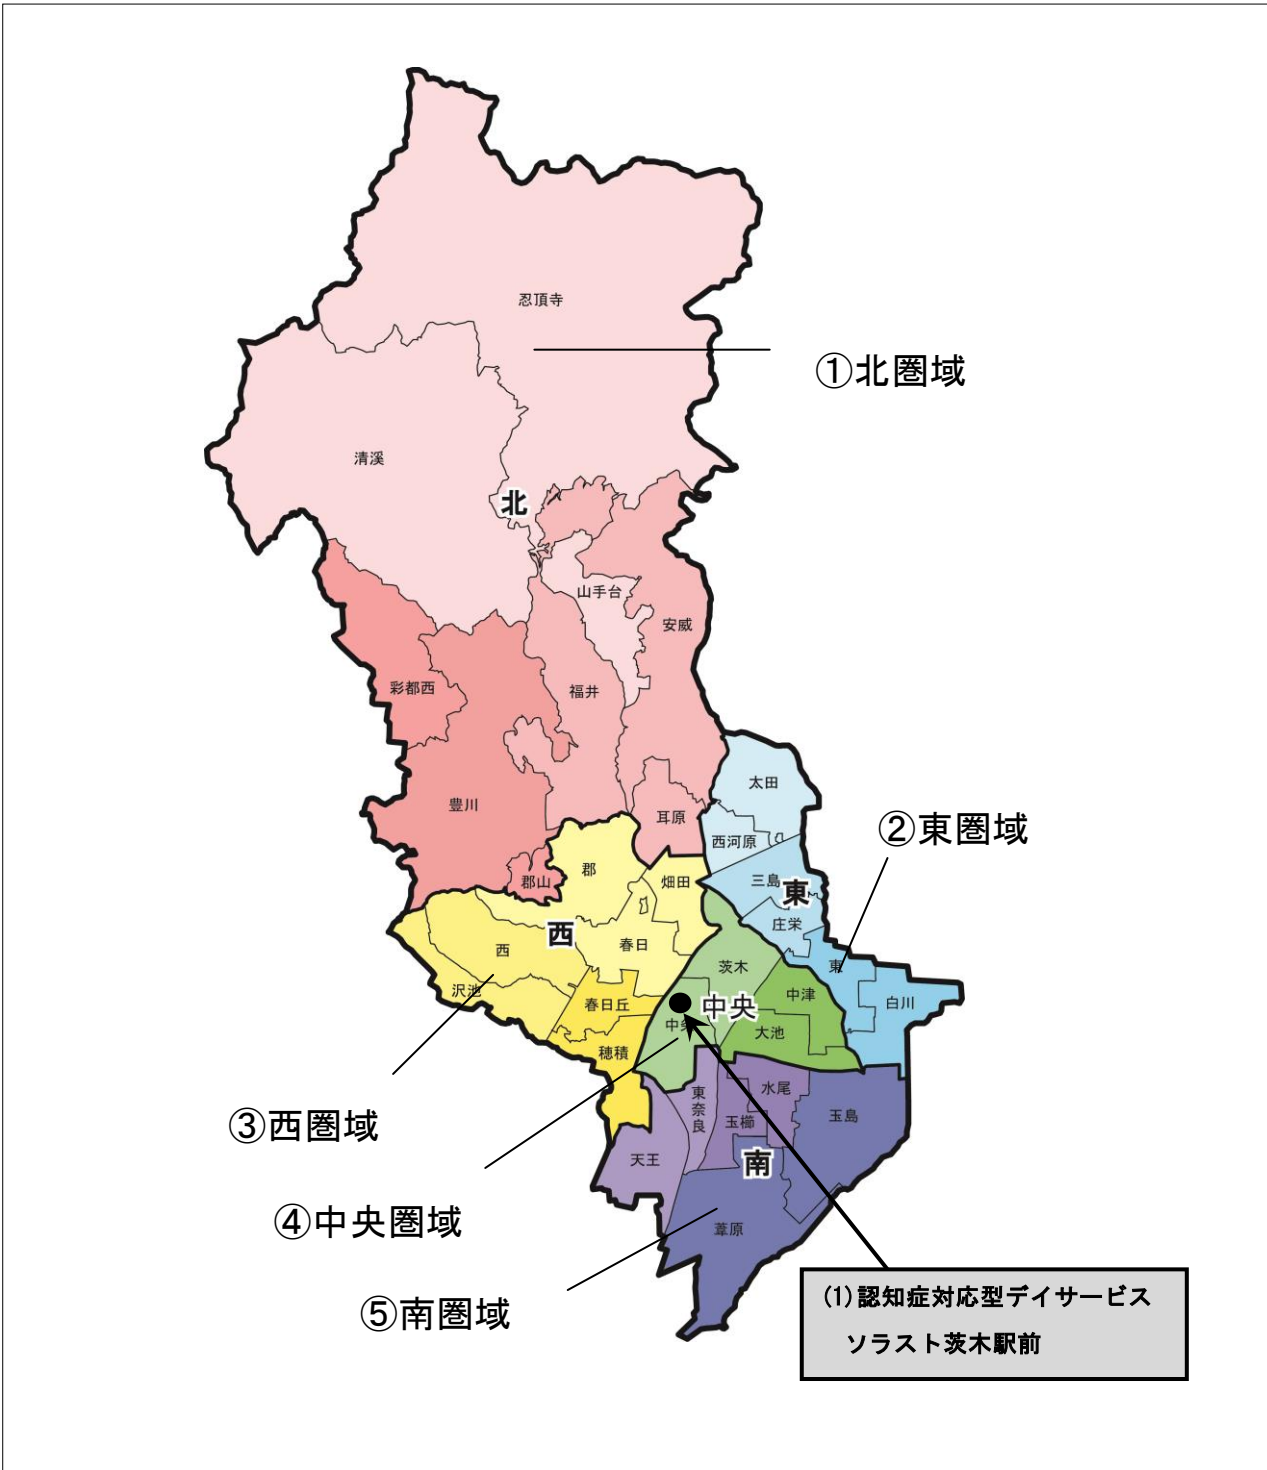 忍頂寺
①北圏域
清溪
北
山手台
安威
彩都西
福井
太田
豊川
耳原
②東圏域
西河原
郡
畑田
三島
郡山
東
庄栄
西
春日
西
茨木
東
沢池
春日丘
中津
白川
中央
中条
大池
穂積
水尾
東奈良
玉島
③西圏域
玉櫛
天王
南
④中央圏域
葦原
⑤南圏域
(1)認知症対応型デイサービス
ソラスト茨木駅前